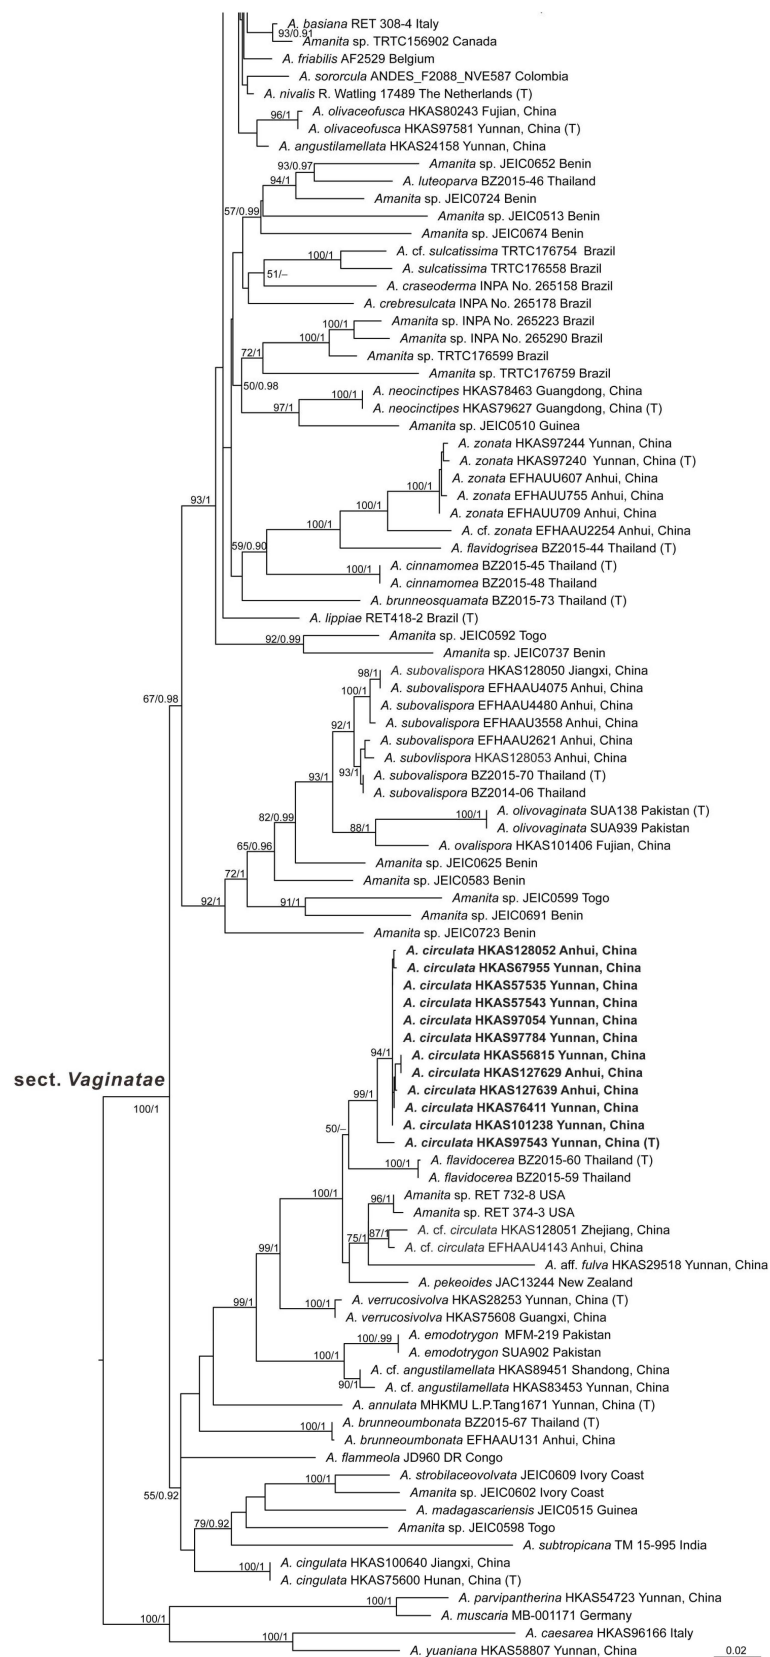 A. basiana RET 308-4 Italy
93/0.91
Amanita sp. TRTC156902 Canada
A. friabilis AF2529 Belgium
A. sororcula ANDES_F2088_NVE587 Colombia
A. nivalis R. Watling 17489 The Netherlands (T)
96/1 A. olivaceofusca HKAS80243 Fujian, China
A. olivaceofusca HKAS97581 Yunnan, China (T)
A. angustilamellata HKAS24158 Yunnan, China
93/0.97 Amanita sp. JEIC0652 Benin
94/1 A. luteoparva BZ2015-46 Thailand
Amanita sp. JEIC0724 Benin
57/0.99 Amanita sp. JEIC0513 Benin
Amanita sp. JEIC0674 Benin
100/1 A. cf. sulcatissima TRTC176754 Brazil
51/– A. sulcatissima TRTC176558 Brazil
A. craseoderma INPA No. 265158 Brazil
A. crebresulcata INPA No. 265178 Brazil
100/1 Amanita sp. INPA No. 265223 Brazil
100/1 Amanita sp. INPA No. 265290 Brazil
72/1 Amanita sp. TRTC176599 Brazil
Amanita sp. TRTC176759 Brazil
50/0.98 100/1 A. neocinctipes HKAS78463 Guangdong, China
97/1 A. neocinctipes HKAS79627 Guangdong, China (T)
Amanita sp. JEIC0510 Guinea
A. zonata HKAS97244 Yunnan, China
A. zonata HKAS97240 Yunnan, China (T)
100/1 A. zonata EFHAUU607 Anhui, China
A. zonata EFHAUU755 Anhui, China
93/1 100/1 A. zonata EFHAUU709 Anhui, China
100/1 A. cf. zonata EFHAAU2254 Anhui, China
59/0.90 A. flavidogrisea BZ2015-44 Thailand (T)
100/1 A. cinnamomea BZ2015-45 Thailand (T)
A. cinnamomea BZ2015-48 Thailand
A. brunneosquamata BZ2015-73 Thailand (T)
A. lippiae RET418-2 Brazil (T)
92/0.99 Amanita sp. JEIC0592 Togo
Amanita sp. JEIC0737 Benin
98/1 A. subovalispora HKAS128050 Jiangxi, China
100/1 A. subovalispora EFHAAU4075 Anhui, China
67/0.98 A. subovalispora EFHAAU4480 Anhui, China
92/1 A. subovalispora EFHAAU3558 Anhui, China
A. subovalispora EFHAAU2621 Anhui, China
A. subovlispora HKAS128053 Anhui, China
93/1 93/1 A. subovalispora BZ2015-70 Thailand (T)
A. subovalispora BZ2014-06 Thailand
82/0.99 100/1 A. olivovaginata SUA138 Pakistan (T)
88/1 A. olivovaginata SUA939 Pakistan
65/0.96 A. ovalispora HKAS101406 Fujian, China
Amanita sp. JEIC0625 Benin
72/1 Amanita sp. JEIC0583 Benin
92/1 91/1 Amanita sp. JEIC0599 Togo
Amanita sp. JEIC0691 Benin
Amanita sp. JEIC0723 Benin
A. circulata HKAS128052 Anhui, China
A. circulata HKAS67955 Yunnan, China
A. circulata HKAS57535 Yunnan, China
A. circulata HKAS57543 Yunnan, China
A. circulata HKAS97054 Yunnan, China
A. circulata HKAS97784 Yunnan, China
94/1 A. circulata HKAS56815 Yunnan, China
A. circulata HKAS127629 Anhui, China
sect. Vaginatae
A. circulata HKAS127639 Anhui, China
99/1 A. circulata HKAS76411 Yunnan, China
100/1 A. circulata HKAS101238 Yunnan, China
50/– A. circulata HKAS97543 Yunnan, China (T)
100/1 A. flavidocerea BZ2015-60 Thailand (T)
A. flavidocerea BZ2015-59 Thailand
100/1 96/1 Amanita sp. RET 732-8 USA
Amanita sp. RET 374-3 USA
75/1 87/1 A. cf. circulata HKAS128051 Zhejiang, China
99/1 A. cf. circulata EFHAAU4143 Anhui, China
A. aff. fulva HKAS29518 Yunnan, China
A. pekeoides JAC13244 New Zealand
99/1 100/1 A. verrucosivolva HKAS28253 Yunnan, China (T)
A. verrucosivolva HKAS75608 Guangxi, China
100/.99 A. emodotrygon MFM-219 Pakistan
100/1 A. emodotrygon SUA902 Pakistan
A. cf. angustilamellata HKAS89451 Shandong, China
90/1 A. cf. angustilamellata HKAS83453 Yunnan, China
A. annulata MHKMU L.P.Tang1671 Yunnan, China (T)
100/1 A. brunneoumbonata BZ2015-67 Thailand (T)
A. brunneoumbonata EFHAAU131 Anhui, China
A. flammeola JD960 DR Congo
55/0.92 100/1 A. strobilaceovolvata JEIC0609 Ivory Coast
Amanita sp. JEIC0602 Ivory Coast
A. madagascariensis JEIC0515 Guinea
79/0.92 Amanita sp. JEIC0598 Togo
A. subtropicana TM 15-995 India
100/1 A. cingulata HKAS100640 Jiangxi, China
A. cingulata HKAS75600 Hunan, China (T)
100/1 A. parvipantherina HKAS54723 Yunnan, China
100/1 A. muscaria MB-001171 Germany
100/1 A. caesarea HKAS96166 Italy
A. yuaniana HKAS58807 Yunnan, China
0.02